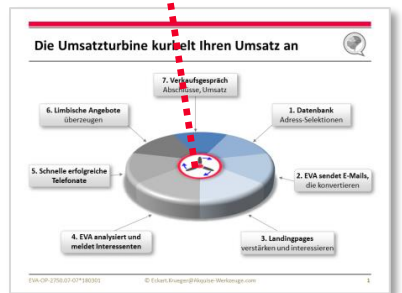 Die Umsatzturbine kurbelt Ihren Umsatz an
7. Verkaufsgespräch
Abschlüsse, Umsatz
6. Limbische Angebote
überzeugen
1. Datenbank
Adress-Selektionen
5. Schnelle erfolgreiche
Telefonate
2. EVA sendet E-Mails,
die konvertieren
4. EVA analysiert und
meldet Interessenten
3. Landingpages
verstärken und interessieren
© Eckart.Krueger@Akquise-Werkzeuge.com
1